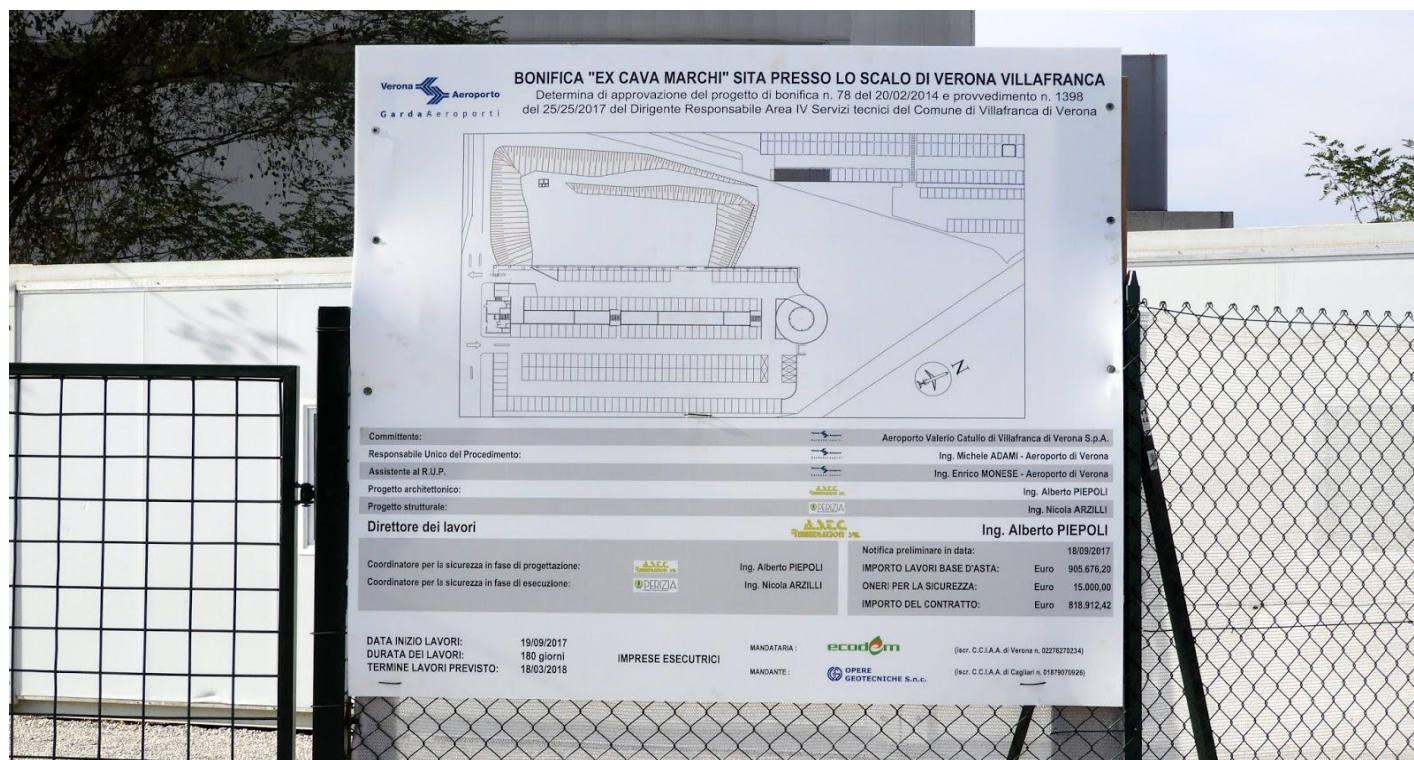 Verona Aeroporto
GardaAeroporti
BONIFICA "EX CAVA MARCHI" SITA PRESSO LO SCALO DI VERONA VILLAFRANCA
Determina di approvazione del progetto di bonifica n. 78 del 20/02/2014 e provvedimento n. 1398
del 25/25/2017 del Dirigente Responsabile Area IV Servizi tecnici del Comune di Villafranca di Verona
N
Committente: Aeroporto Valerio Catullo di Villafranca di Verona S.p.A.
Responsabile Unico del Procedimento: Ing. Michele ADAMI - Aeroporto di Verona
Assistente al R.U.P. Ing. Enrico MONESE - Aeroporto di Verona
Progetto architettonico: Ing. Alberto PIEPOLI
Progetto strutturale: PERIZIA Ing. Nicola ARZILLI
Direttore dei lavori Ing. Alberto PIEPOLI
Coordinatore per la sicurezza in fase di progettazione: Ing. Alberto PIEPOLI
Coordinatore per la sicurezza in fase di esecuzione: PERIZIA Ing. Nicola ARZILLI
Notifica preliminare in data: 18/09/2017
IMPORTO LAVORI BASE D'ASTA: Euro 905.676,20
ONERI PER LA SICUREZZA: Euro 15.000,00
IMPORTO DEL CONTRATTO: Euro 818.912,42
DATA INIZIO LAVORI: 19/09/2017
DURATA DEI LAVORI: 180 giorni
TERMINE LAVORI PREVISTO: 18/03/2018
IMPRESE ESECUTRICI
MANDATARIA: ecodem (iscr. C.C.I.A.A. di Verona n. 02276270234)
MANDANTE: OPERE GEOTECNICHE S.n.c. (iscr. C.C.I.A.A. di Cagliari n. 01879070926)